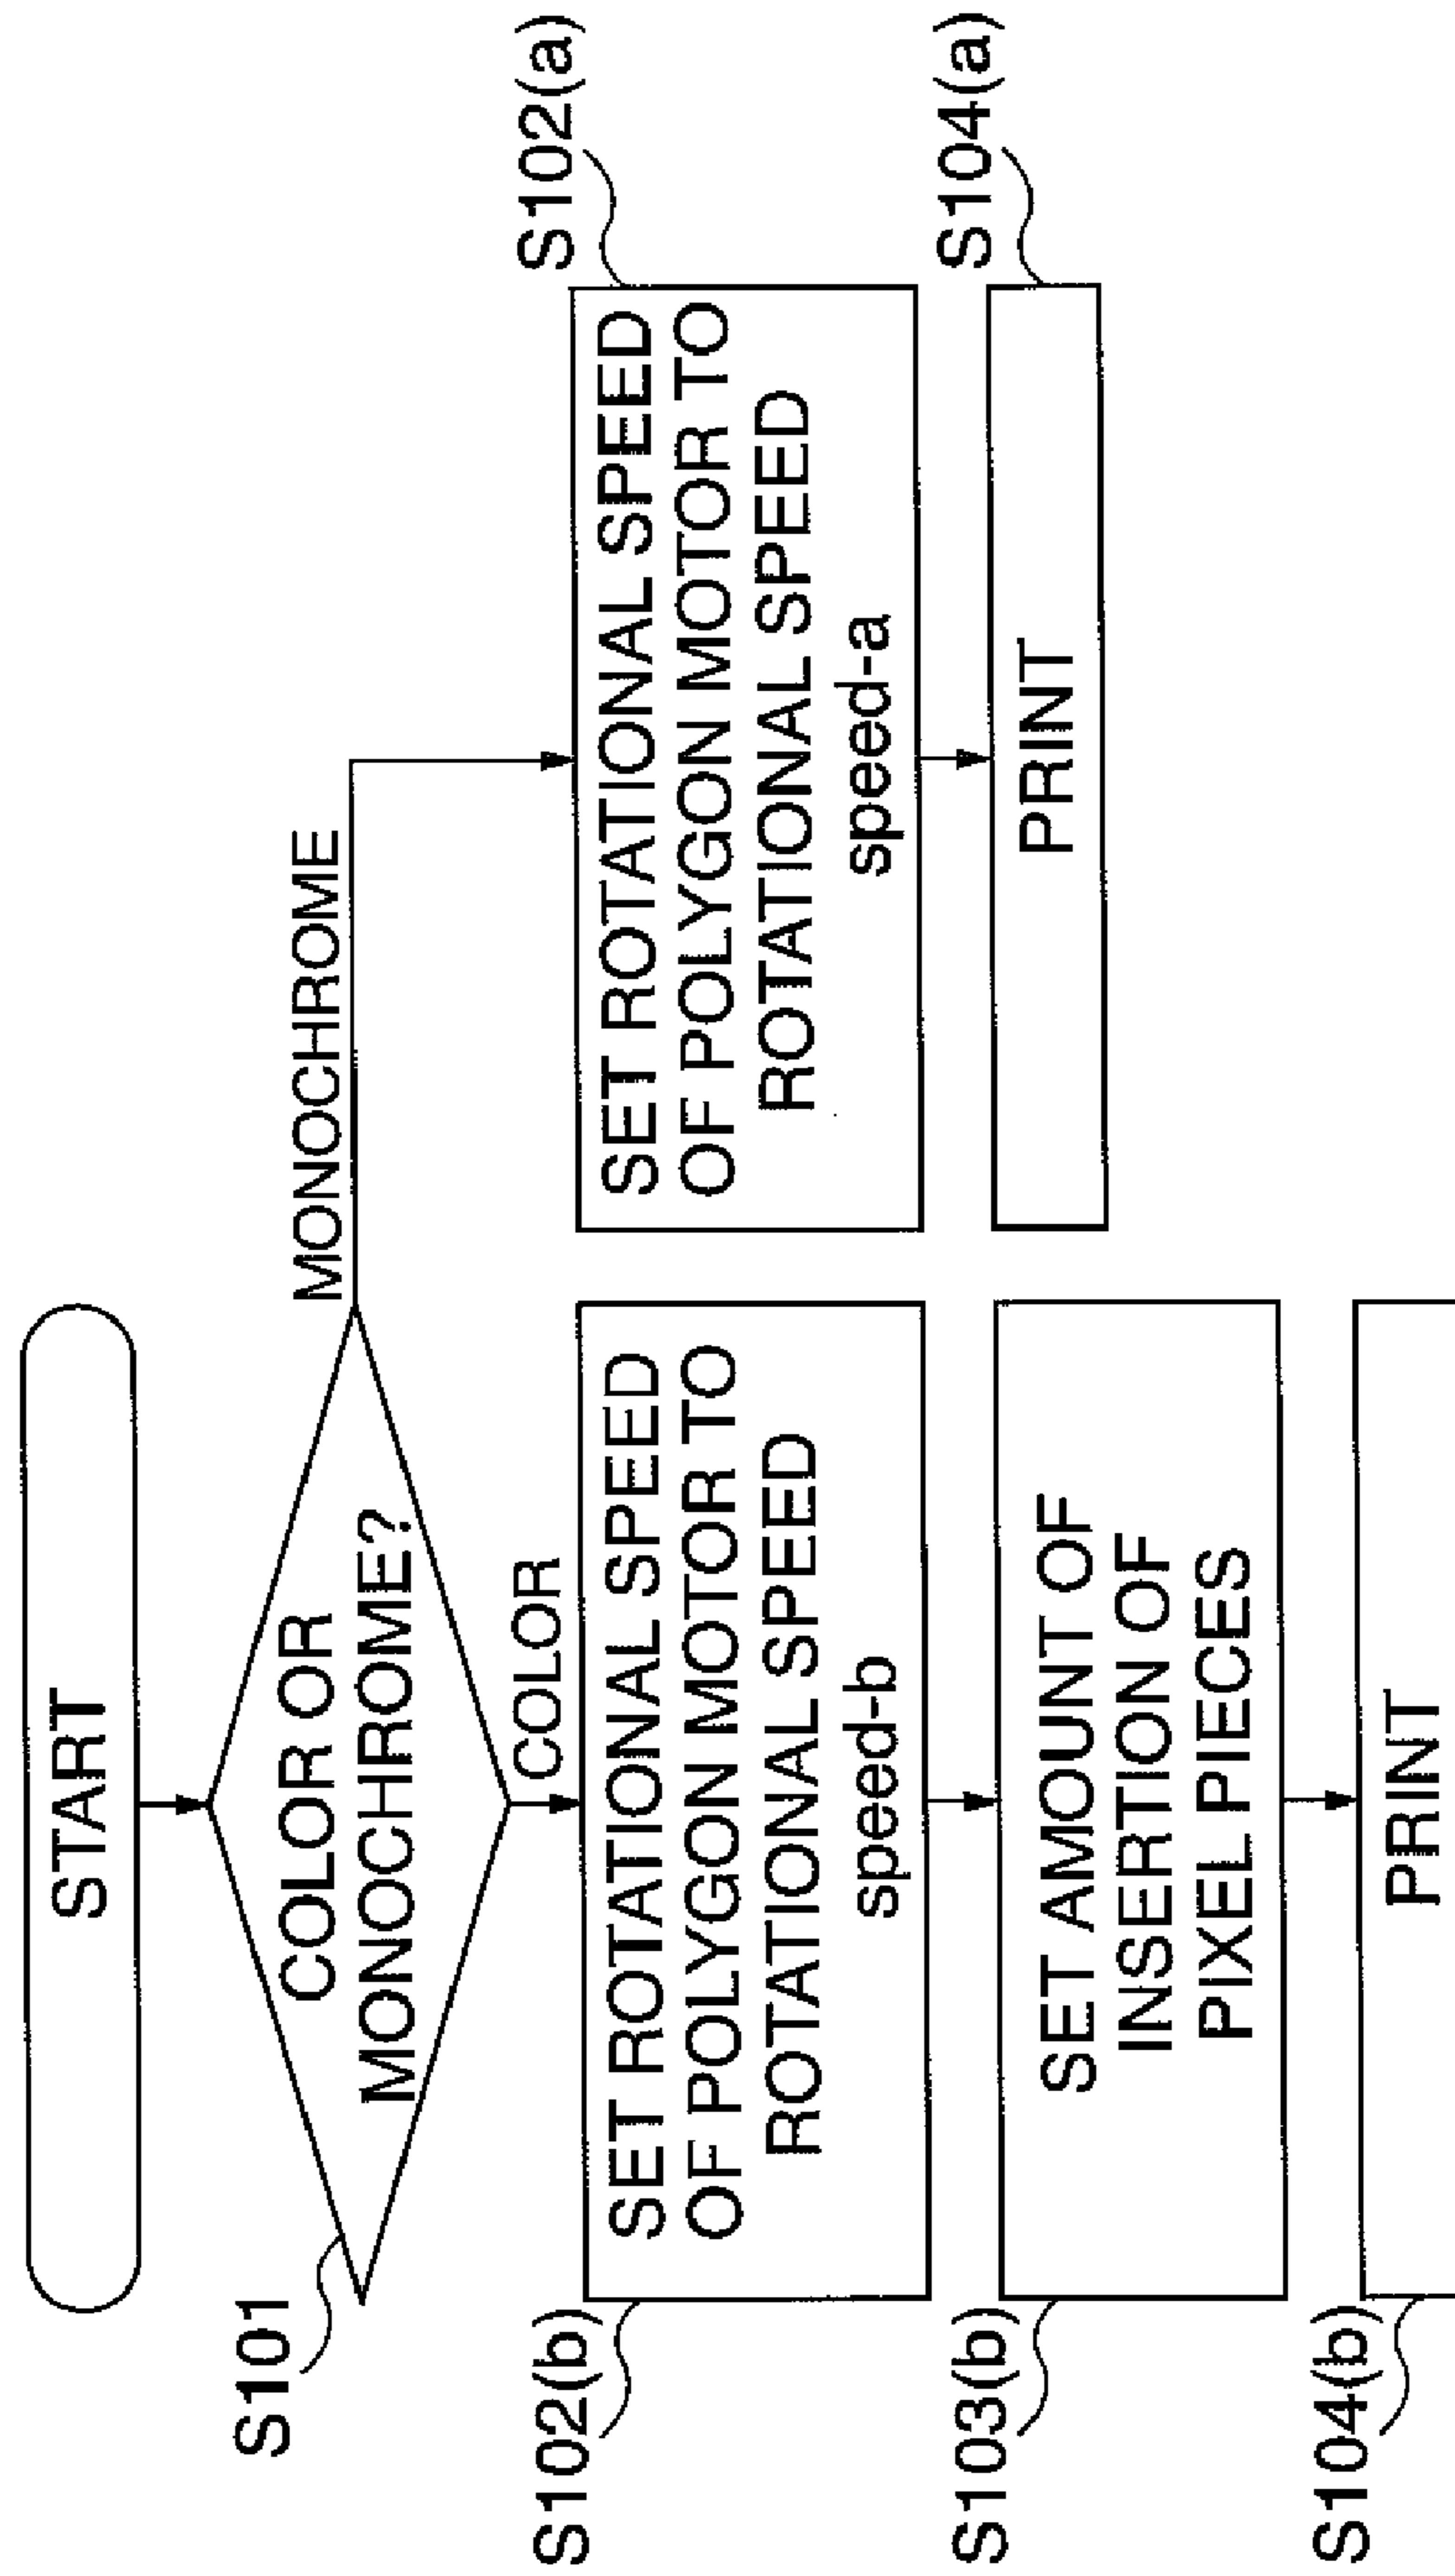 START
S101
COLOR OR
MONOCHROME?
MONOCHROME
COLOR
S102(b)
SET ROTATIONAL SPEED
OF POLYGON MOTOR TO
ROTATIONAL SPEED
speed-b
S102(a)
SET ROTATIONAL SPEED
OF POLYGON MOTOR TO
ROTATIONAL SPEED
speed-a
S103(b)
SET AMOUNT OF
INSERTION OF
PIXEL PIECES
S104(a)
PRINT
S104(b)
PRINT